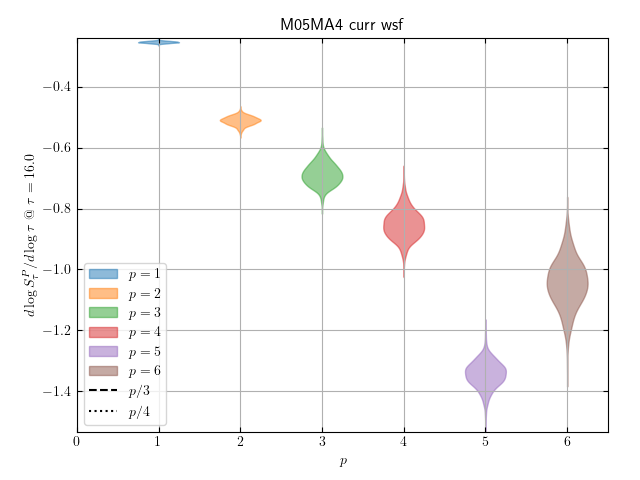 M05MA4 curr wsf
d log S_τ^P / d log τ @ τ = 16.0
−0.4
−0.6
−0.8
−1.0
−1.2
−1.4
p = 1
p = 2
p = 3
p = 4
p = 5
p = 6
p/3
p/4
0 1 2 3 4 5 6
p